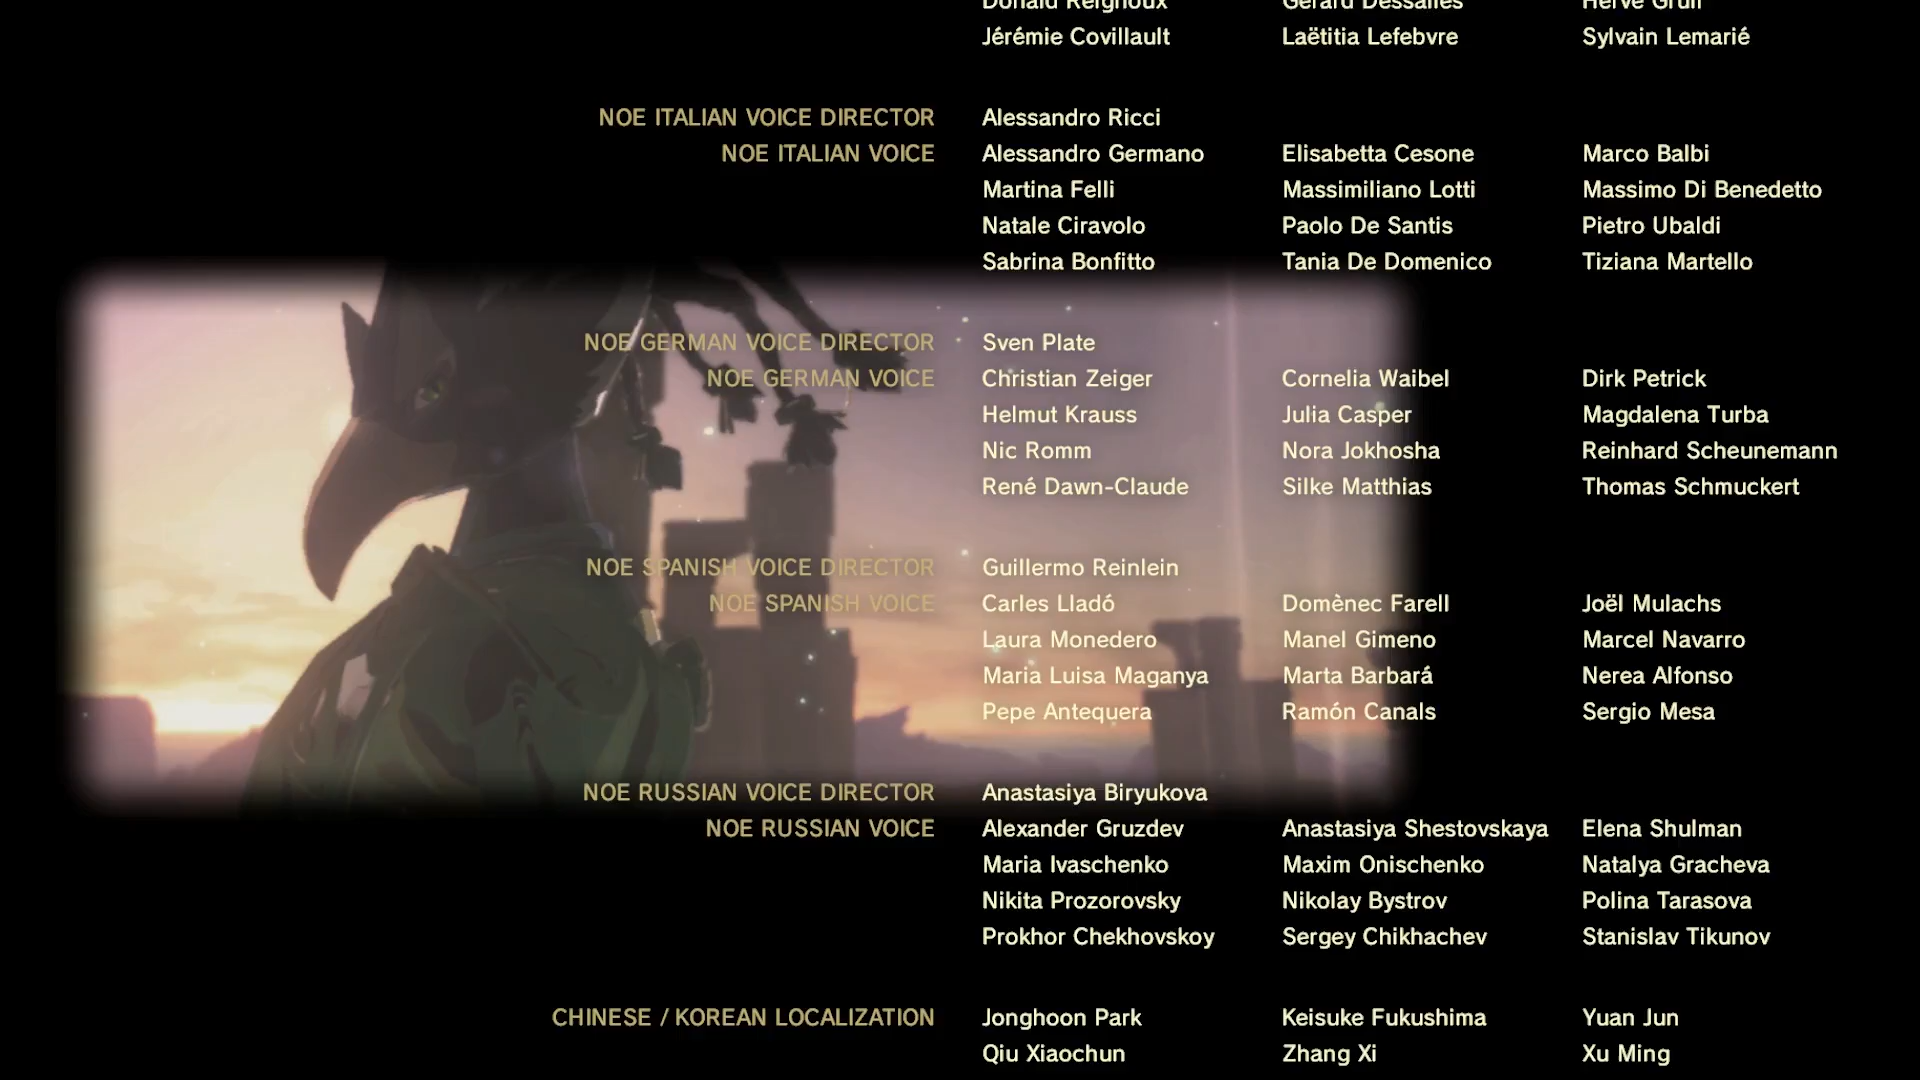 Donald Reignoux Gérard Dessalles Hervé Grull
Jérémie Covillault Laëtitia Lefebvre Sylvain Lemarié
NOE ITALIAN VOICE DIRECTOR Alessandro Ricci
NOE ITALIAN VOICE Alessandro Germano Elisabetta Cesone Marco Balbi
Martina Felli Massimiliano Lotti Massimo Di Benedetto
Natale Ciravolo Paolo De Santis Pietro Ubaldi
Sabrina Bonfitto Tania De Domenico Tiziana Martello
NOE GERMAN VOICE DIRECTOR Sven Plate
NOE GERMAN VOICE Christian Zeiger Cornelia Waibel Dirk Petrick
Helmut Krauss Julia Casper Magdalena Turba
Nic Romm Nora Jokhosha Reinhard Scheunemann
René Dawn-Claude Silke Matthias Thomas Schmuckert
NOE SPANISH VOICE DIRECTOR Guillermo Reinlein
NOE SPANISH VOICE Carles Lladó Domènec Farell Joël Mulachs
Laura Monedero Manel Gimeno Marcel Navarro
Maria Luisa Maganya Marta Barbará Nerea Alfonso
Pepe Antequera Ramón Canals Sergio Mesa
NOE RUSSIAN VOICE DIRECTOR Anastasiya Biryukova
NOE RUSSIAN VOICE Alexander Gruzdev Anastasiya Shestovskaya Elena Shulman
Maria Ivaschenko Maxim Onischenko Natalya Gracheva
Nikita Prozorovsky Nikolay Bystrov Polina Tarasova
Prokhor Chekhovskoy Sergey Chikhachev Stanislav Tikunov
CHINESE / KOREAN LOCALIZATION Jonghoon Park Keisuke Fukushima Yuan Jun
Qiu Xiaochun Zhang Xi Xu Ming